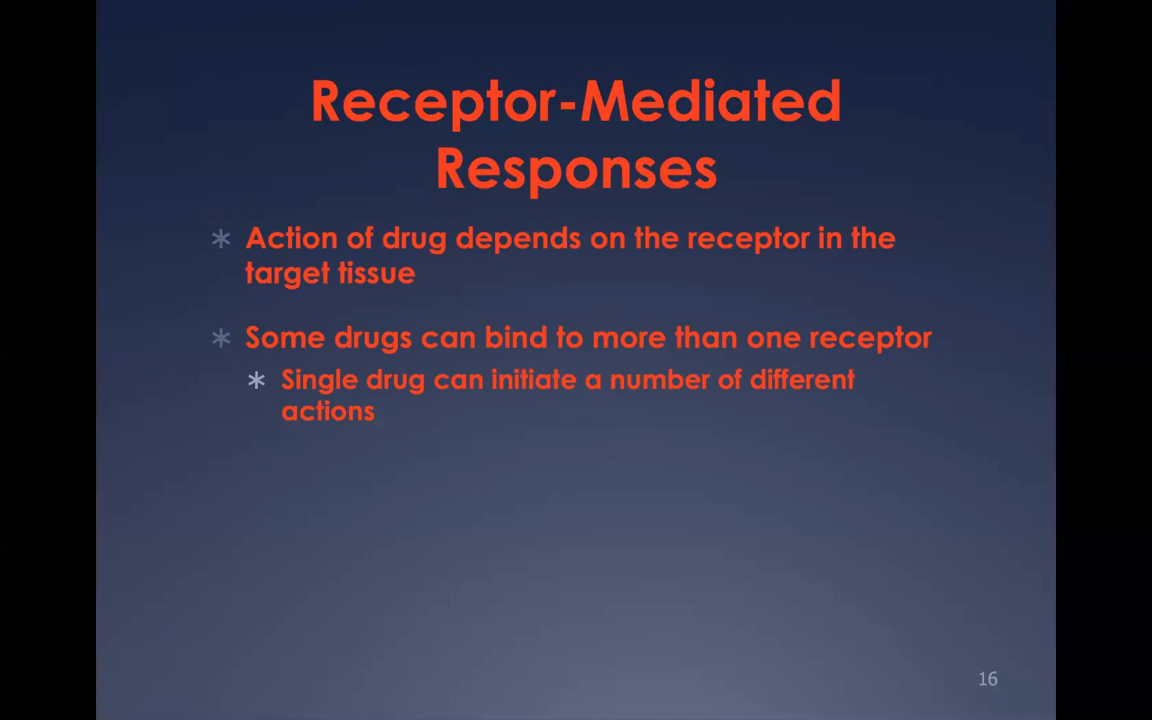 Receptor-Mediated
Responses
* Action of drug depends on the receptor in the
target tissue
* Some drugs can bind to more than one receptor
* Single drug can initiate a number of different
actions
16